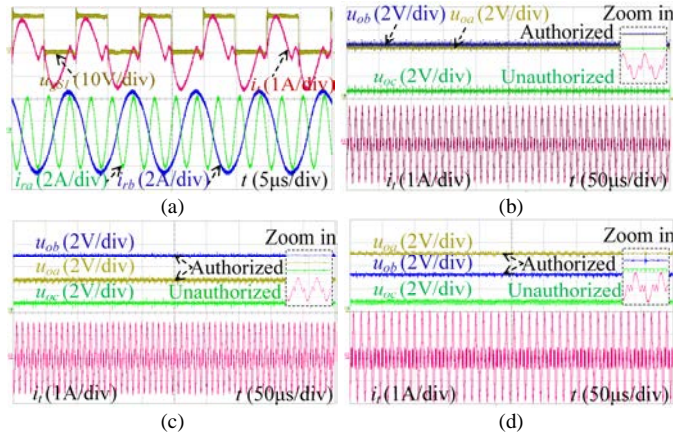 i_t (1A/div)
(10V/div)
i_ra (2A/div) i_rb (2A/div) t (5μs/div)
(a)
u_ob (2V/div) u_oa (2V/div) Zoom in
Authorized
u_oc (2V/div) Unauthorized
i_t (1A/div) t (50μs/div)
(b)
u_ob (2V/div) Zoom in
u_oa (2V/div) Authorized
u_oc (2V/div) Unauthorized
i_t (1A/div) t (50μs/div)
(c)
u_oa (2V/div) Zoom in
u_ob (2V/div) Authorized
u_oc (2V/div) Unauthorized
i_t (1A/div) t (50μs/div)
(d)